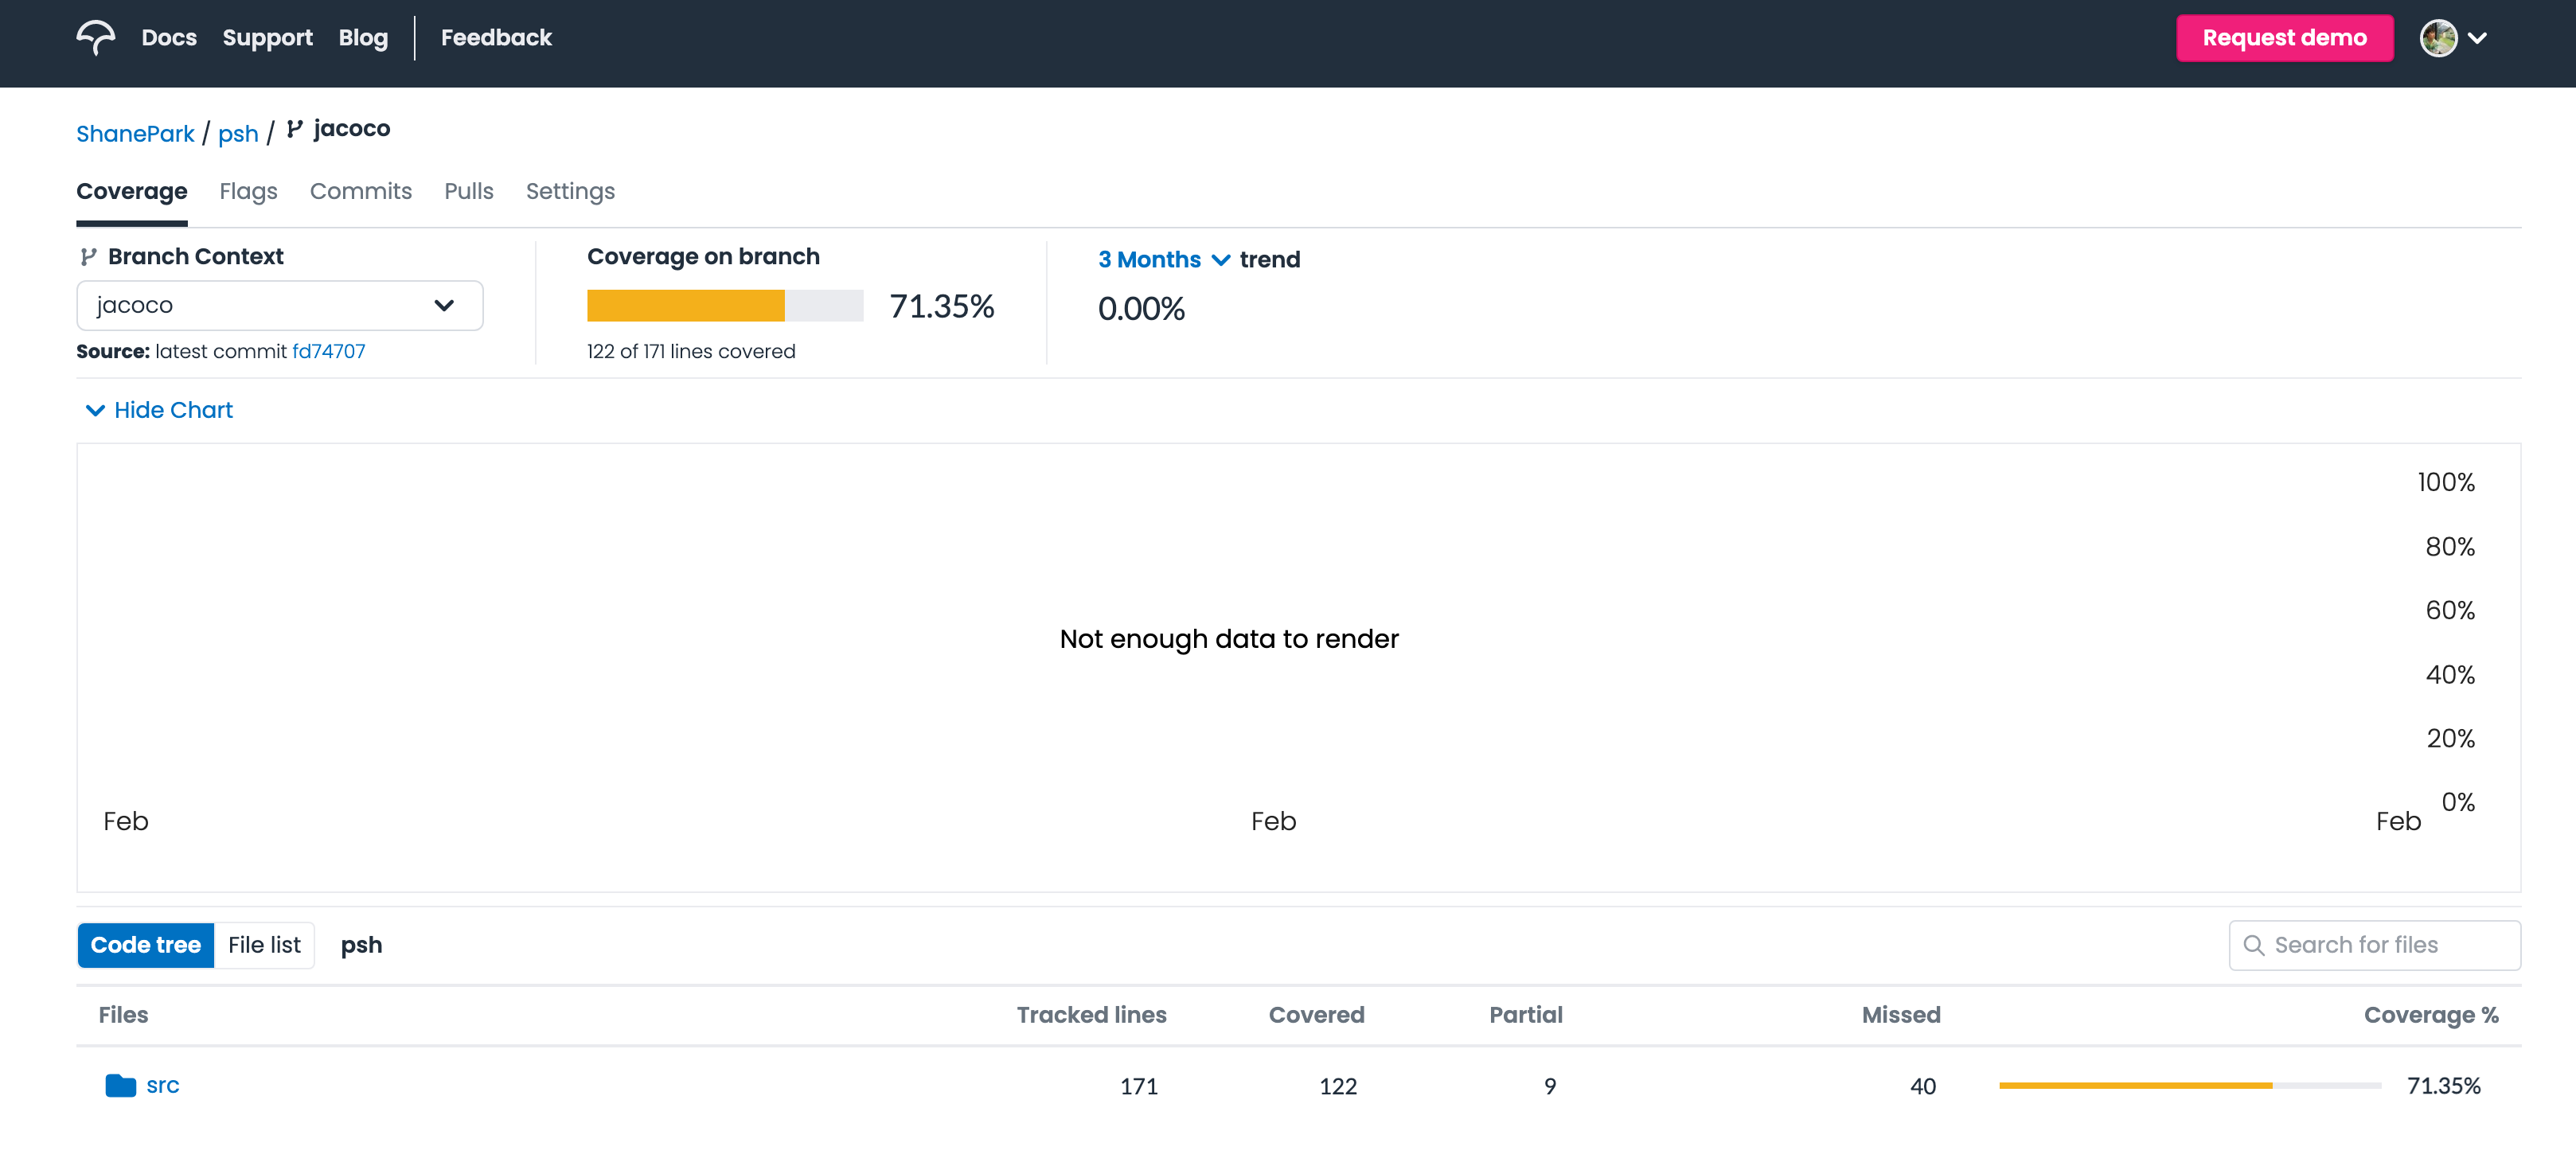 Docs Support Blog Feedback Request demo
ShanePark / psh / jacoco
Coverage Flags Commits Pulls Settings
Branch Context
jacoco
Source: latest commit fd74707
Coverage on branch
71.35%
122 of 171 lines covered
3 Months trend
0.00%
Hide Chart
100%
80%
60%
Not enough data to render
40%
20%
0%
Feb Feb Feb
Code tree File list psh Search for files
Files Tracked lines Covered Partial Missed Coverage %
src 171 122 9 40 71.35%